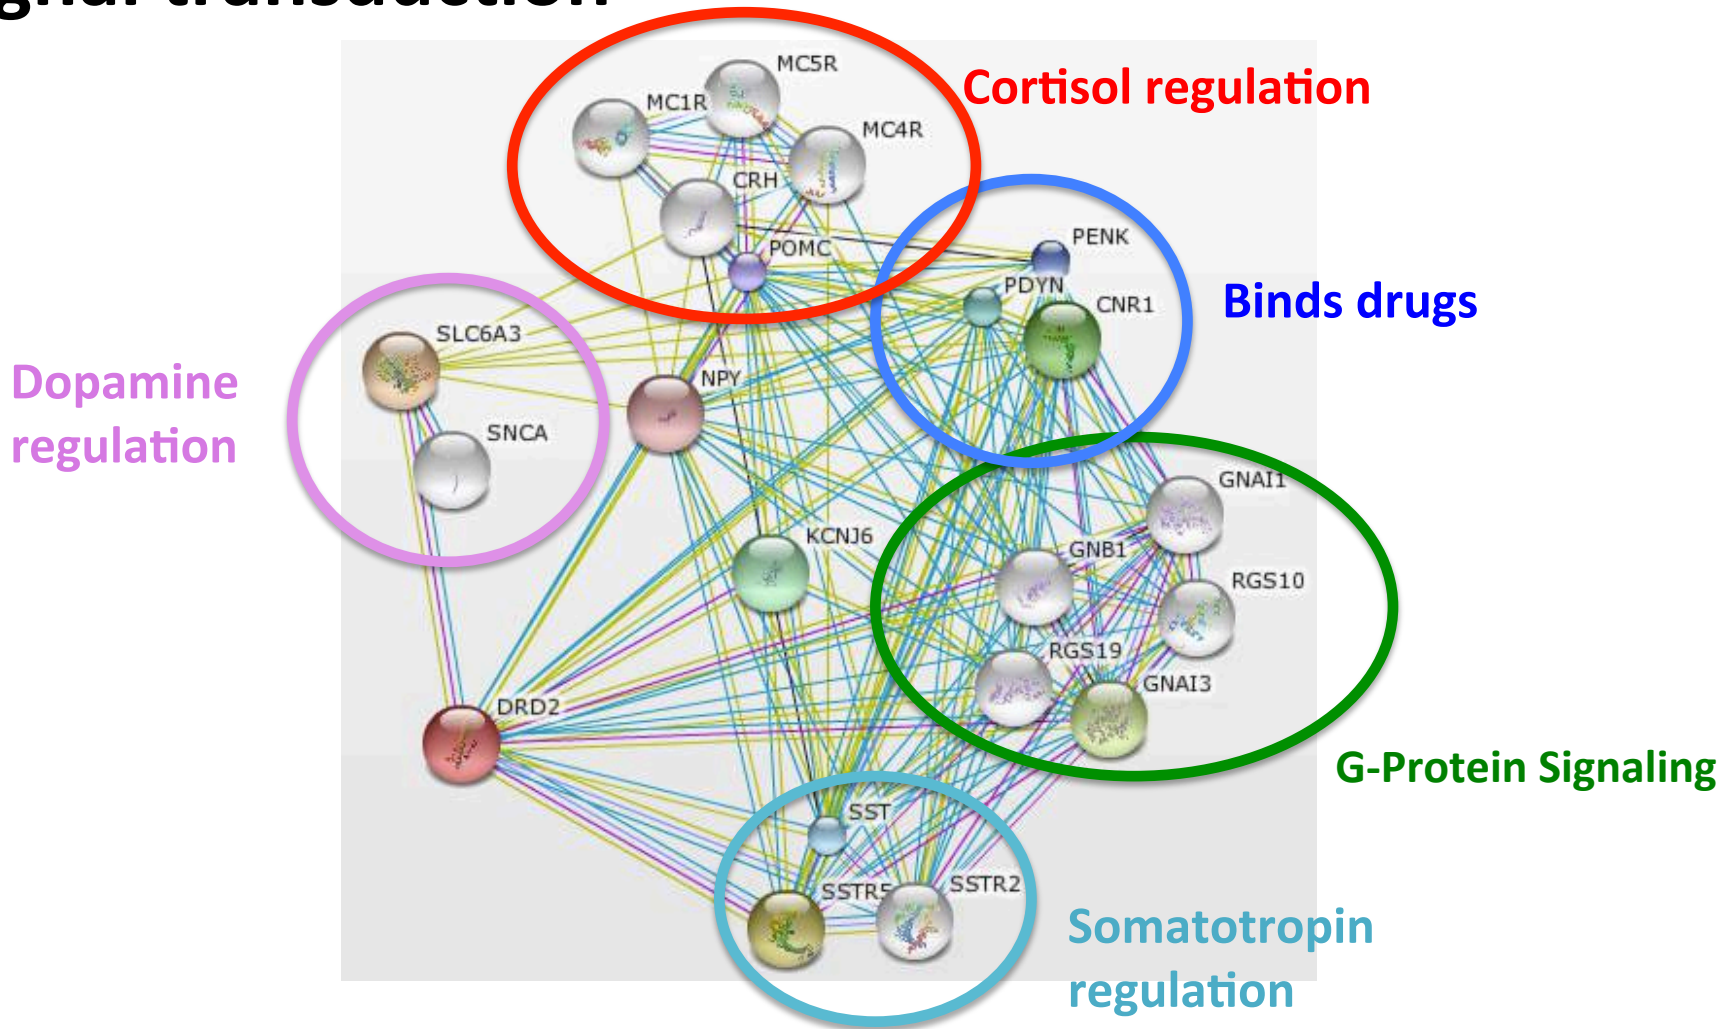 MC5R
Cortisol regulation
MC1R
MC4R
CRH
POMC
PENK
PDYN
CNR1
Binds drugs
SLC6A3
Dopamine
regulation
NPY
SNCA
GNAI1
KCNJ6
GNB1
RGS10
RGS19
GNAI3
DRD2
G-Protein Signaling
SST
SSTR5
SSTR2
Somatotropin
regulation